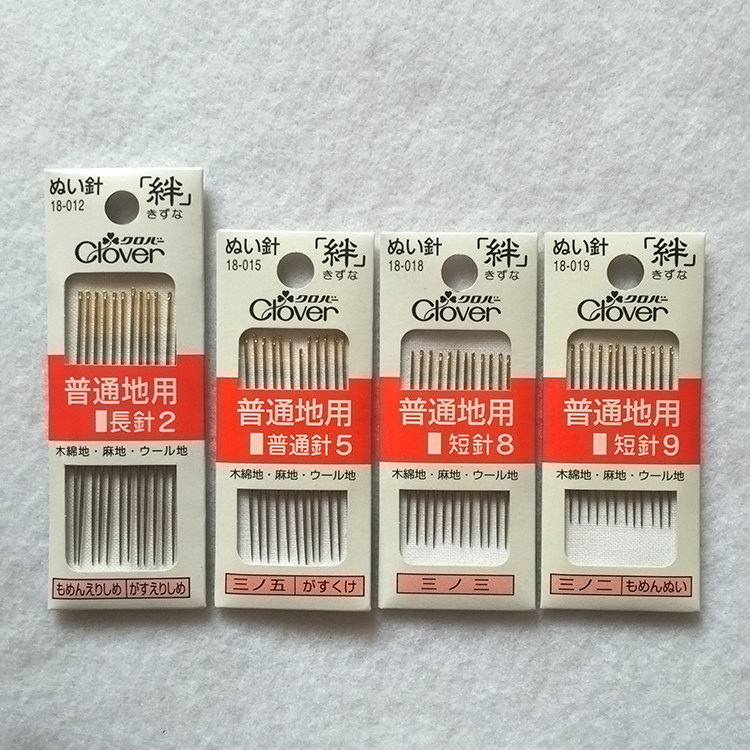 ぬい針
18-012
「絆」
きずな
クロバー
Clover
普通地用
長針2
木綿地・麻地・ウール地
もめんえりしめ がすえりしめ
ぬい針
18-015
「絆」
きずな
クロバー
Clover
普通地用
普通針5
木綿地・麻地・ウール地
三ノ五 がすくけ
ぬい針
18-018
「絆」
きずな
クロバー
Clover
普通地用
短針8
木綿地・麻地・ウール地
三ノ三
ぬい針
18-019
「絆」
きずな
クロバー
Clover
普通地用
短針9
木綿地・麻地・ウール地
三ノ二 もめんぬい